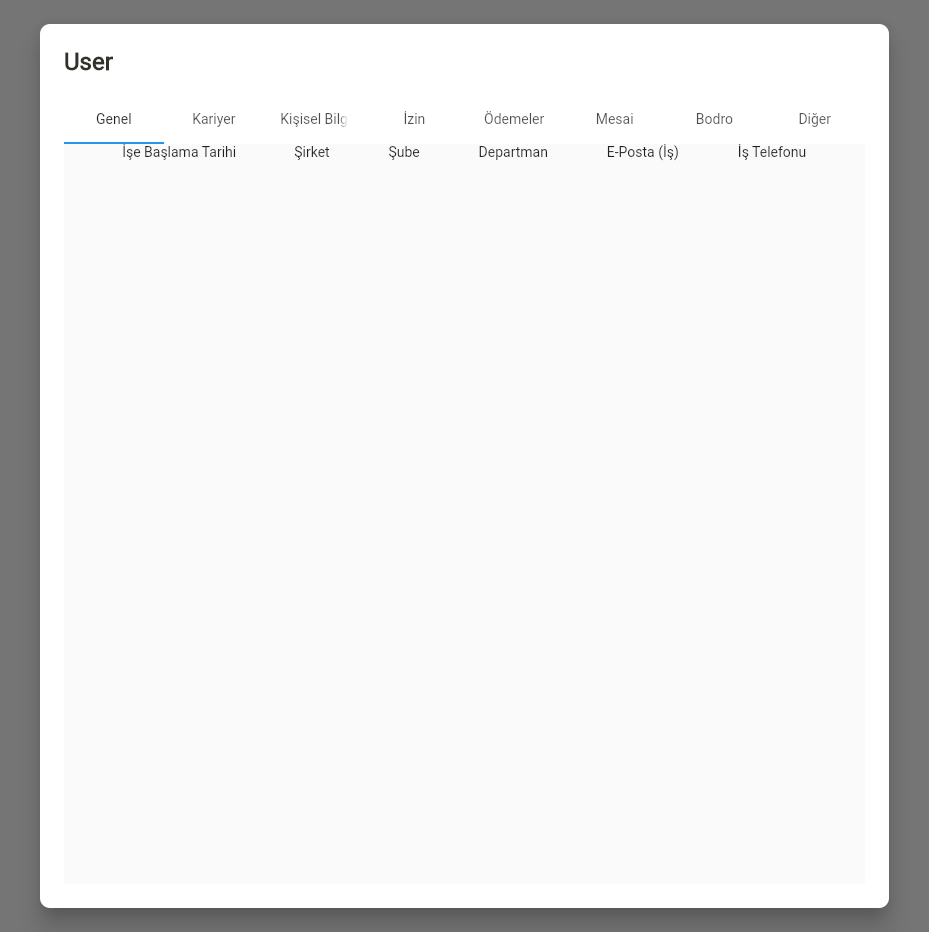 User
Genel Kariyer Kişisel Bilg İzin Ödemeler Mesai Bodro Diğer
İşe Başlama Tarihi Şirket Şube Departman E-Posta (İş) İş Telefonu